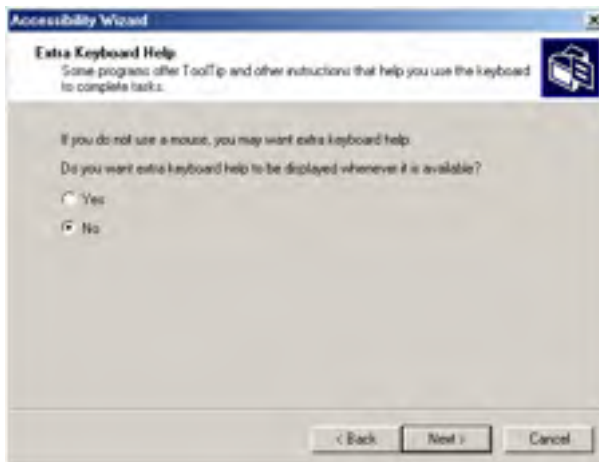 Accessibility Wizard
Extra Keyboard Help
Some programs offer ToolTip and other instructions that help you use the keyboard
to complete tasks.
If you do not use a mouse, you may want extra keyboard help.
Do you want extra keyboard help to be displayed whenever it is available?
Yes
No
< Back
Next >
Cancel